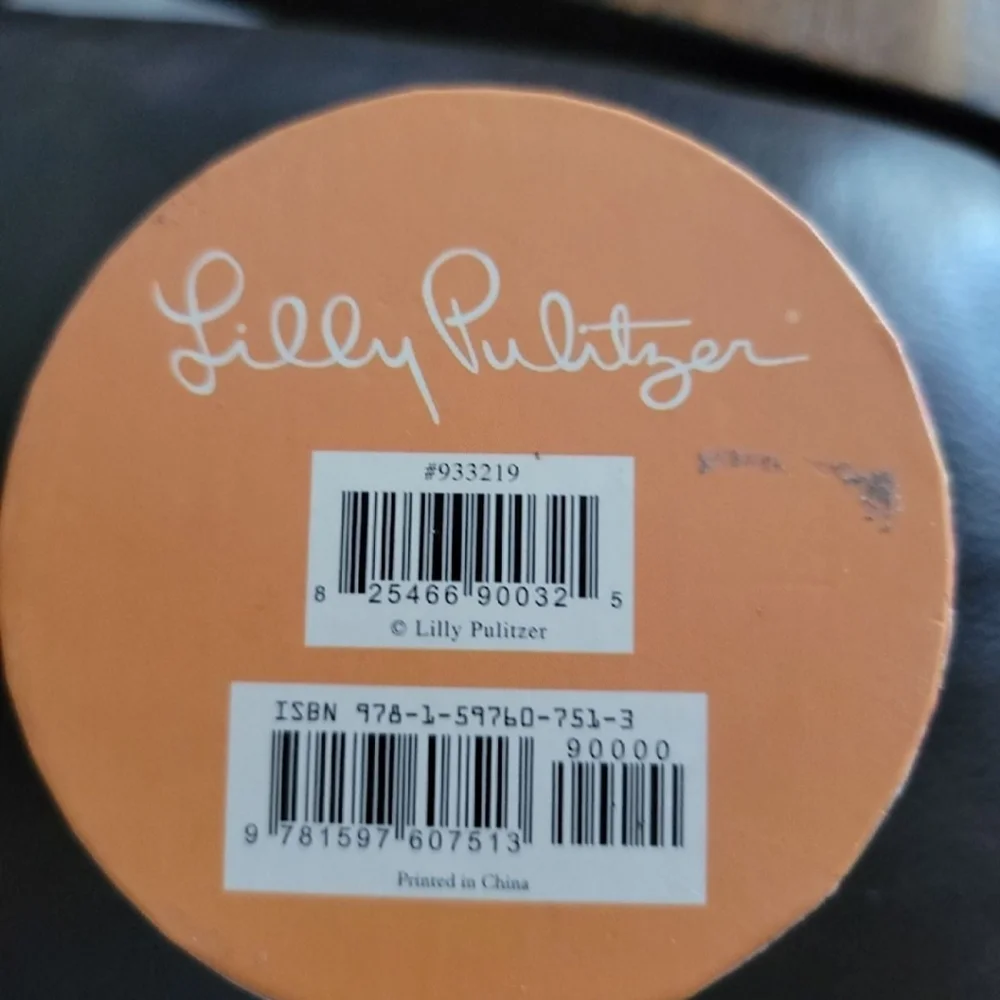 Lilly Pulitzer
#933219
8 25466 90032 5
© Lilly Pulitzer
ISBN 978-1-59760-751-3
90000
9 781597 607513
Printed in China